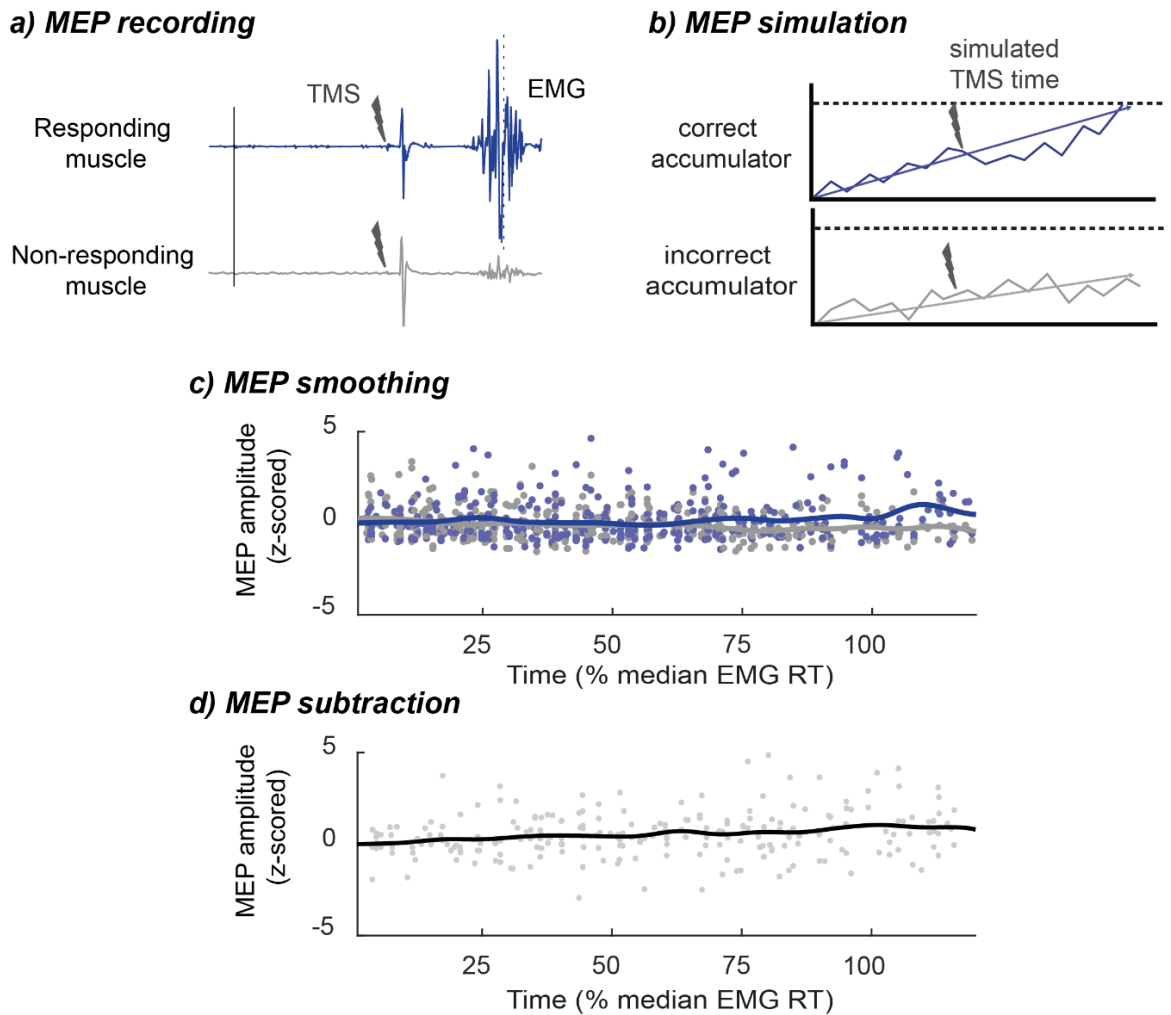 a) MEP recording
TMS
EMG
Responding
muscle
Non-responding
muscle
b) MEP simulation
simulated
TMS time
correct
accumulator
incorrect
accumulator
c) MEP smoothing
MEP amplitude
(z-scored)
5
0
-5
25 50 75 100
Time (% median EMG RT)
d) MEP subtraction
MEP amplitude
(z-scored)
5
0
-5
25 50 75 100
Time (% median EMG RT)